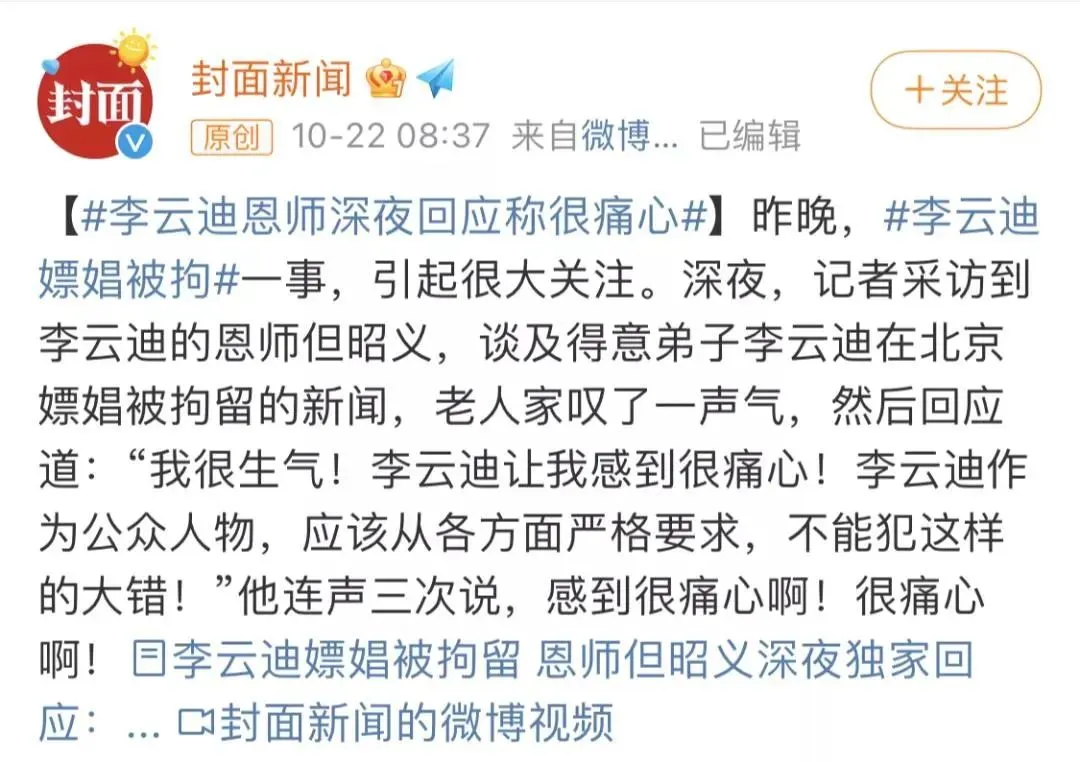 封面
封面新闻
+关注
原创 10-22 08:37 来自微博... 已编辑
【#李云迪恩师深夜回应称很痛心#】昨晚，#李云迪
嫖娼被拘#一事，引起很大关注。深夜，记者采访到
李云迪的恩师但昭义，谈及得意弟子李云迪在北京
嫖娼被拘留的新闻，老人家叹了一声气，然后回应
道：“我很生气！李云迪让我感到很痛心！李云迪作
为公众人物，应该从各方面严格要求，不能犯这样
的大错！”他连声三次说，感到很痛心啊！很痛心
啊！李云迪嫖娼被拘留 恩师但昭义深夜独家回
应：... 封面新闻的微博视频